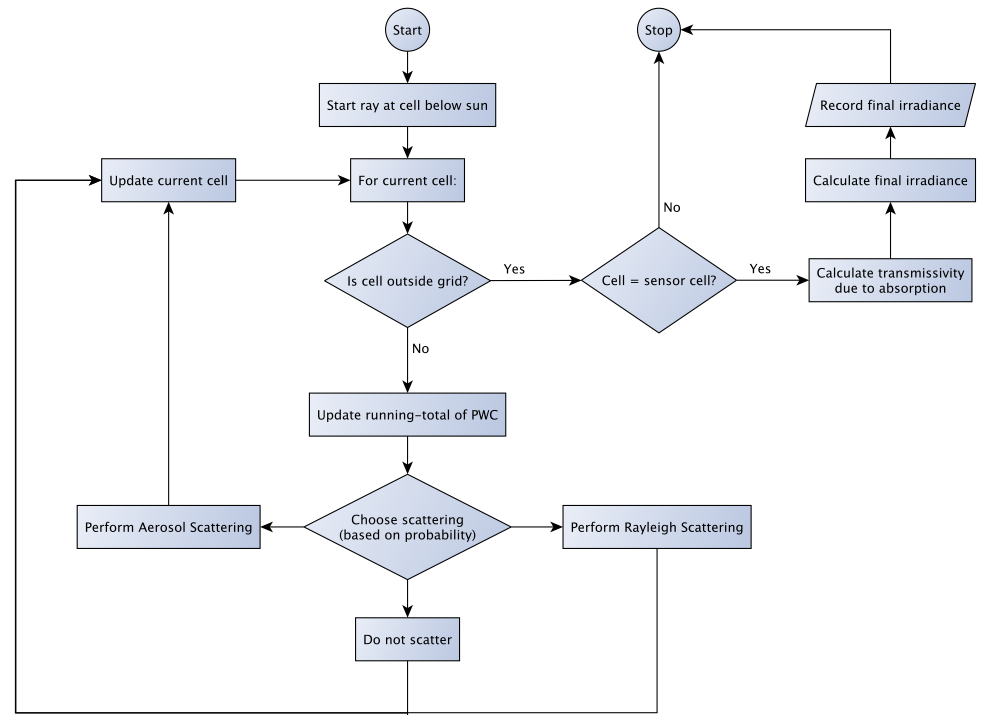 Start
Stop
Start ray at cell below sun
Record final irradiance
Update current cell
For current cell:
Calculate final irradiance
No
Is cell outside grid?
Yes
Cell = sensor cell?
Yes
Calculate transmissivity
due to absorption
No
Update running-total of PWC
Perform Aerosol Scattering
Choose scattering
(based on probability)
Perform Rayleigh Scattering
Do not scatter